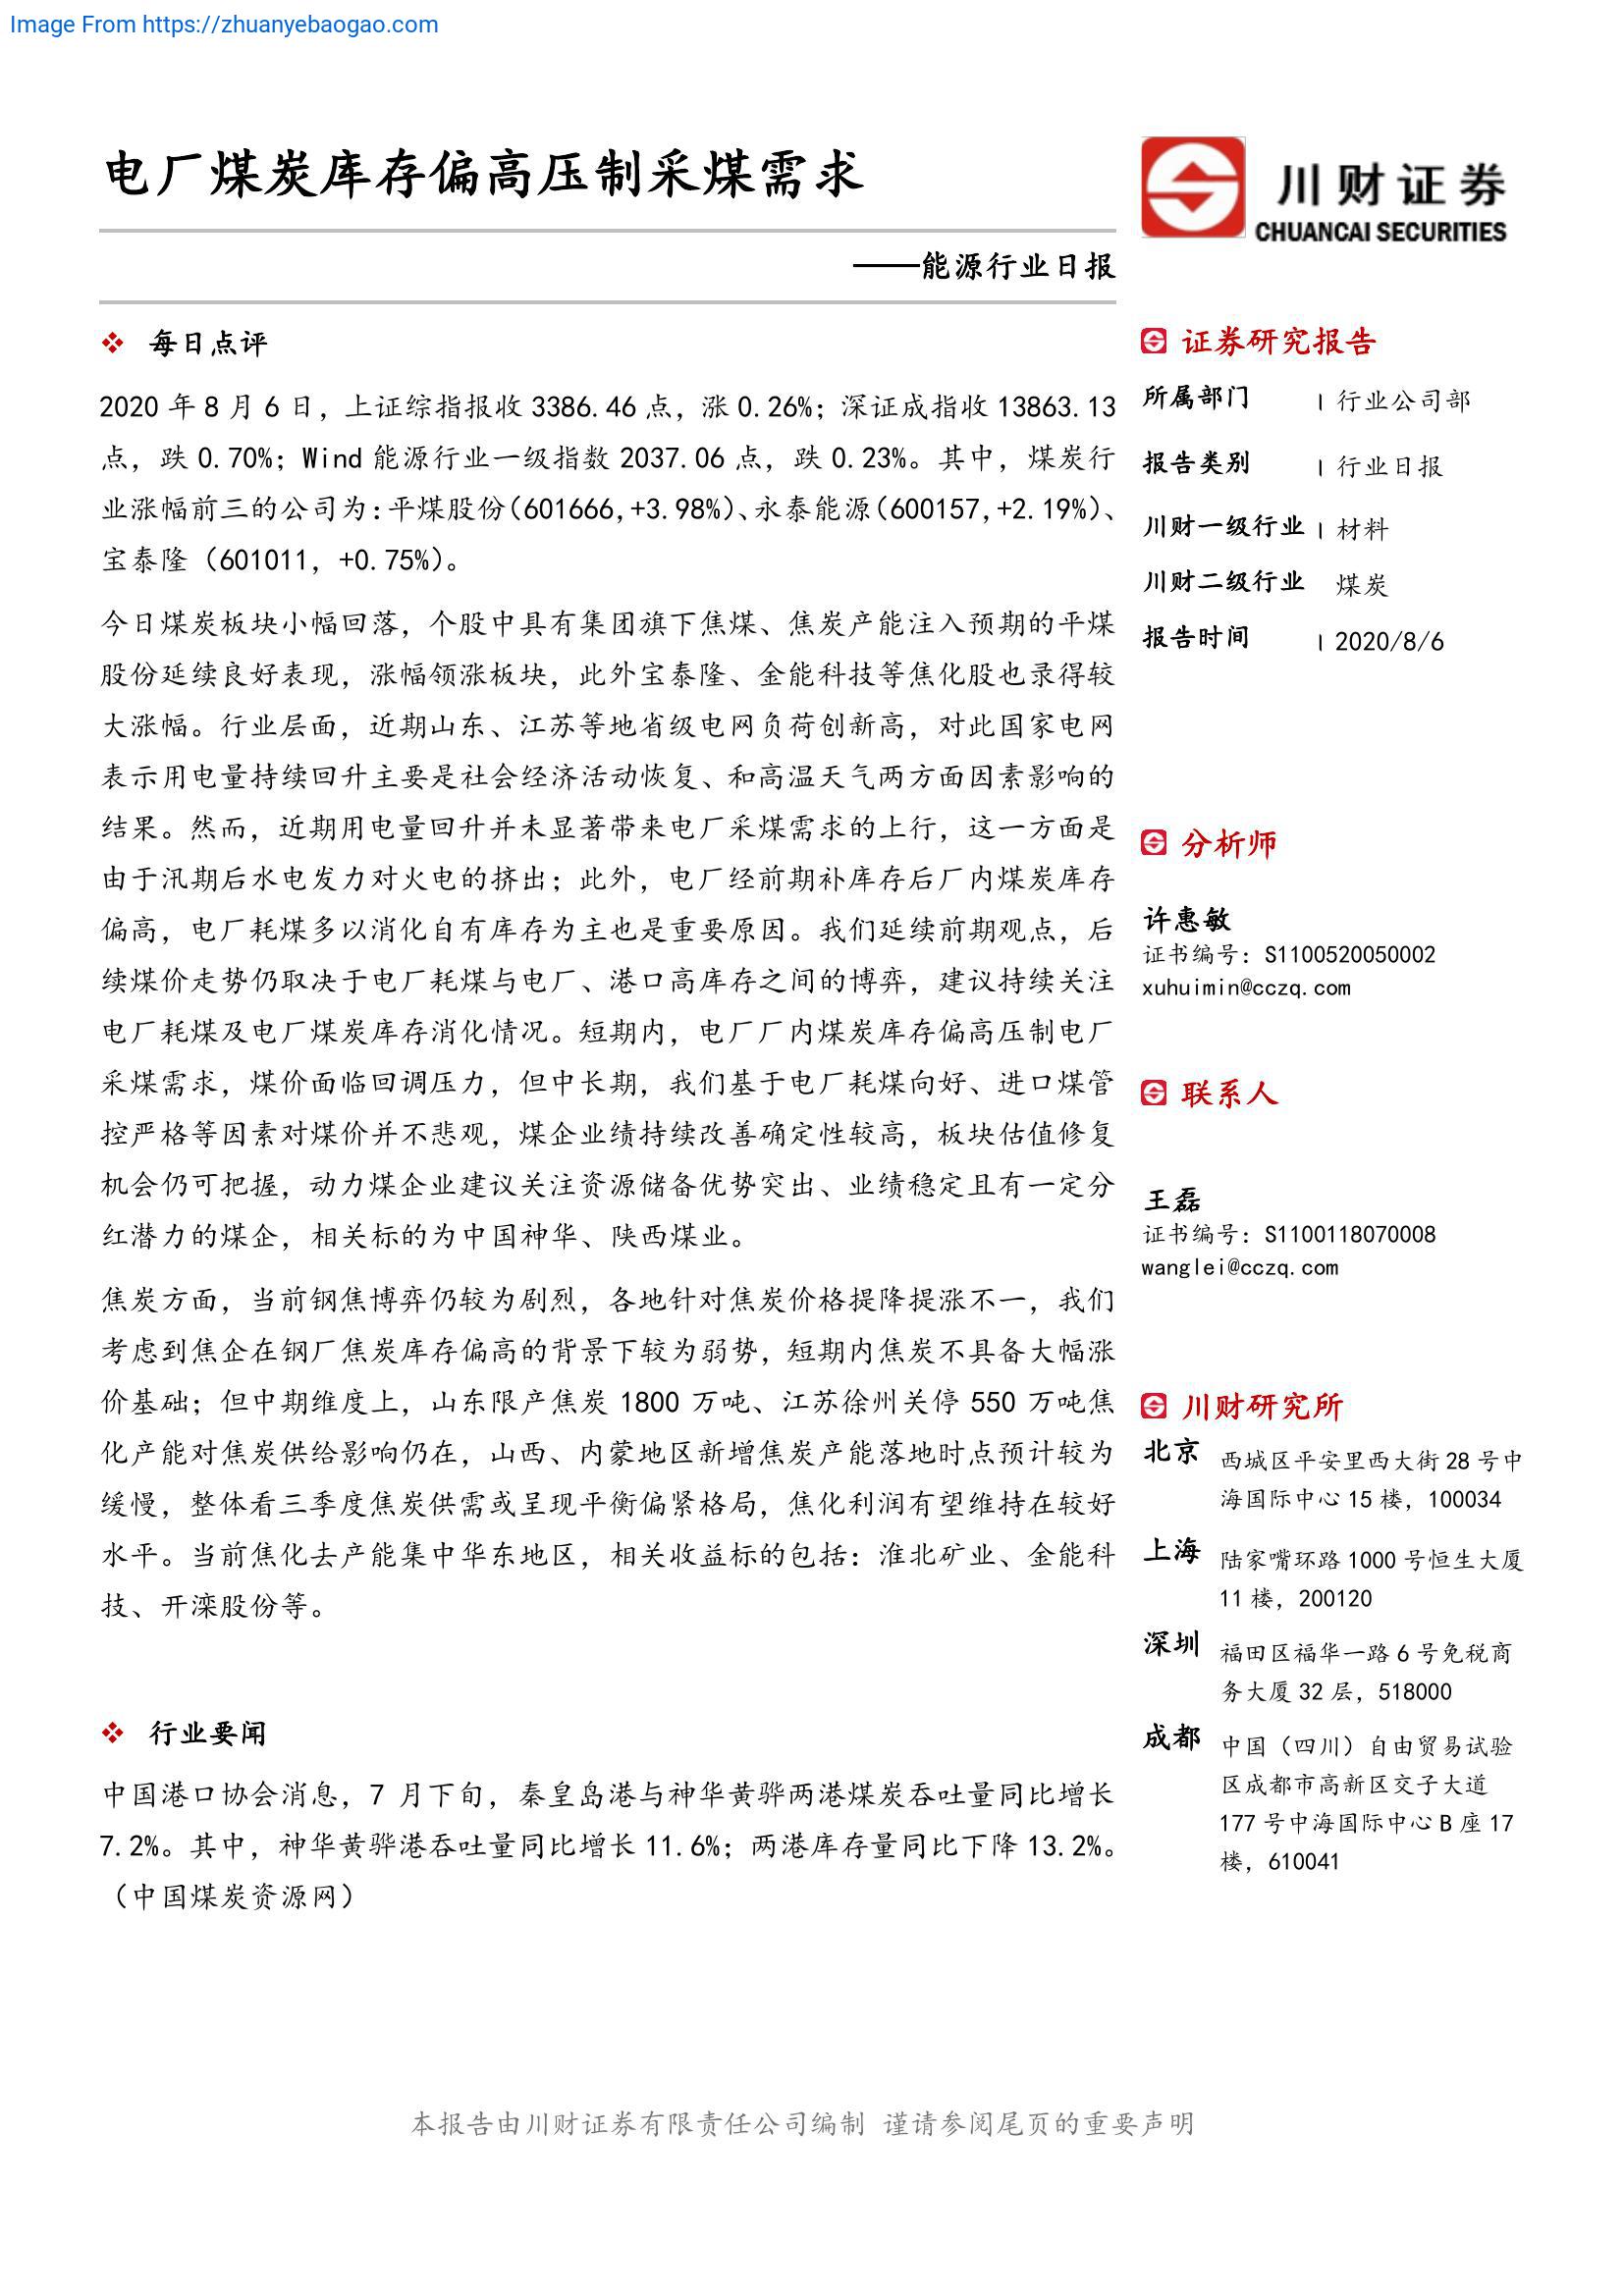 Image From https://zhuanyebaogao.com
电厂煤炭库存偏高压制采煤需求
——能源行业日报
❖ 每日点评
2020 年 8 月 6 日，上证综指报收 3386.46 点，涨 0.26%；深证成指收 13863.13
点，跌 0.70%；Wind 能源行业一级指数 2037.06 点，跌 0.23%。其中，煤炭行
业涨幅前三的公司为：平煤股份（601666，+3.98%）、永泰能源（600157，+2.19%）、
宝泰隆（601011，+0.75%）。
今日煤炭板块小幅回落，个股中具有集团旗下焦煤、焦炭产能注入预期的平煤
股份延续良好表现，涨幅领涨板块，此外宝泰隆、金能科技等焦化股也录得较
大涨幅。行业层面，近期山东、江苏等地省级电网负荷创新高，对此国家电网
表示用电量持续回升主要是社会经济活动恢复、和高温天气两方面因素影响的
结果。然而，近期用电量回升并未显著带来电厂采煤需求的上行，这一方面是
由于汛期后水电发力对火电的挤出；此外，电厂经前期补库存后厂内煤炭库存
偏高，电厂耗煤多以消化自有库存为主也是重要原因。我们延续前期观点，后
续煤价走势仍取决于电厂耗煤与电厂、港口高库存之间的博弈，建议持续关注
电厂耗煤及电厂煤炭库存消化情况。短期内，电厂厂内煤炭库存偏高压制电厂
采煤需求，煤价面临回调压力，但中长期，我们基于电厂耗煤向好、进口煤管
控严格等因素对煤价并不悲观，煤企业绩持续改善确定性较高，板块估值修复
机会仍可把握，动力煤企业建议关注资源储备优势突出、业绩稳定且有一定分
红潜力的煤企，相关标的为中国神华、陕西煤业。
焦炭方面，当前钢焦博弈仍较为剧烈，各地针对焦炭价格提降提涨不一，我们
考虑到焦企在钢厂焦炭库存偏高的背景下较为弱势，短期内焦炭不具备大幅涨
价基础；但中期维度上，山东限产焦炭 1800 万吨、江苏徐州关停 550 万吨焦
化产能对焦炭供给影响仍在，山西、内蒙地区新增焦炭产能落地时点预计较为
缓慢，整体看三季度焦炭供需或呈现平衡偏紧格局，焦化利润有望维持在较好
水平。当前焦化去产能集中华东地区，相关收益标的包括：淮北矿业、金能科
技、开滦股份等。
❖ 行业要闻
中国港口协会消息，7 月下旬，秦皇岛港与神华黄骅两港煤炭吞吐量同比增长
7.2%。其中，神华黄骅港吞吐量同比增长 11.6%；两港库存量同比下降 13.2%。
（中国煤炭资源网）
川财证券
CHUANCAI SECURITIES
证券研究报告
所属部门 | 行业公司部
报告类别 | 行业日报
川财一级行业 | 材料
川财二级行业 煤炭
报告时间 | 2020/8/6
分析师
许惠敏
证书编号：S1100520050002
xuhuimin@cczq.com
联系人
王磊
证书编号：S1100118070008
wanglei@cczq.com
川财研究所
北京 西城区平安里西大街 28 号中
海国际中心 15 楼，100034
上海 陆家嘴环路 1000 号恒生大厦
11 楼，200120
深圳 福田区福华一路 6 号免税商
务大厦 32 层，518000
成都 中国（四川）自由贸易试验
区成都市高新区交子大道
177 号中海国际中心 B 座 17
楼，610041
本报告由川财证券有限责任公司编制 谨请参阅尾页的重要声明